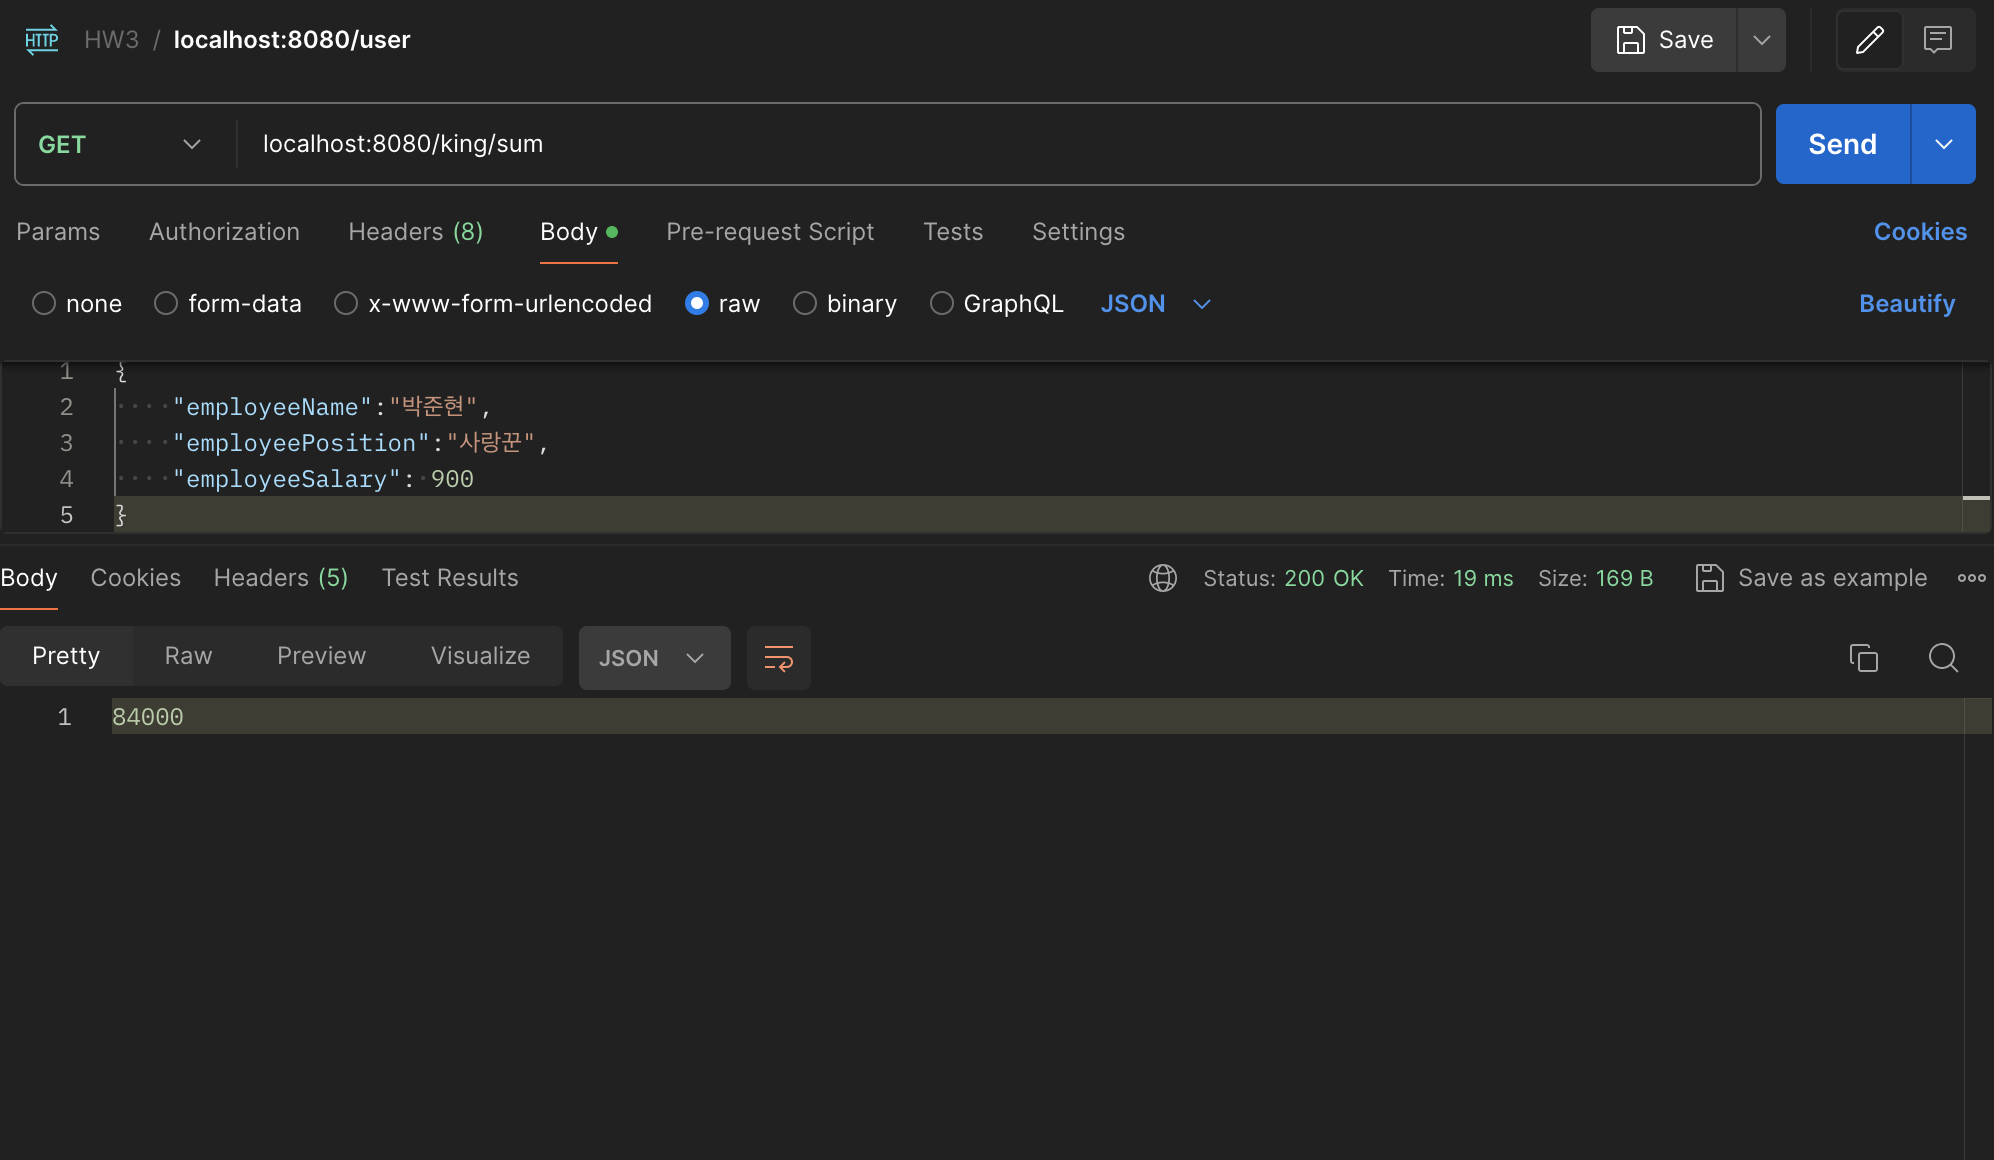 HTTP HW3 / localhost:8080/user Save
GET localhost:8080/king/sum Send
Params Authorization Headers (8) Body Pre-request Script Tests Settings Cookies
none form-data x-www-form-urlencoded raw binary GraphQL JSON Beautify
1 {
2 "employeeName":"박준현",
3 "employeePosition":"사랑꾼",
4 "employeeSalary": 900
5 }
Body Cookies Headers (5) Test Results Status: 200 OK Time: 19 ms Size: 169 B Save as example
Pretty Raw Preview Visualize JSON
1 84000